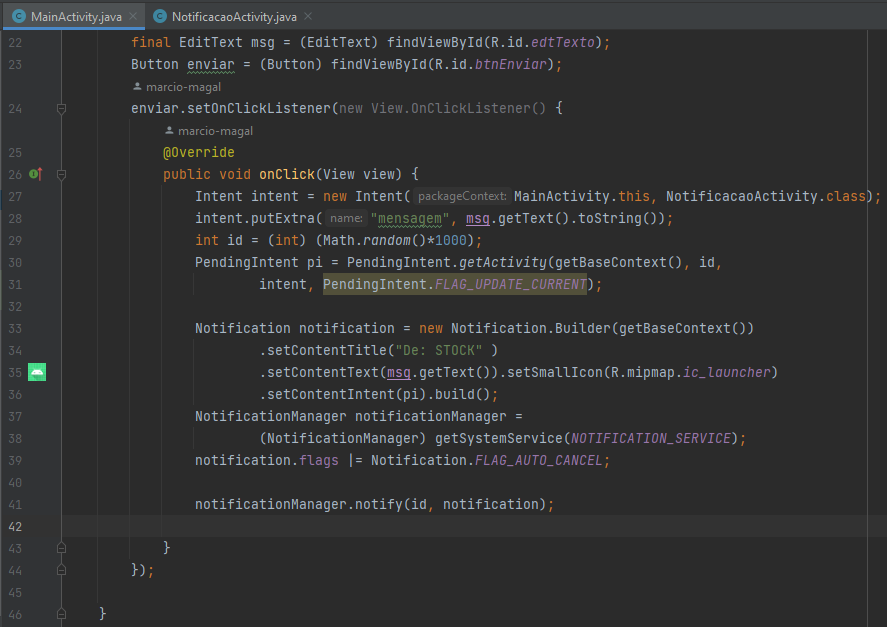 MainActivity.java NotificacaoActivity.java
22 final EditText msg = (EditText) findViewById(R.id.edtTexto);
23 Button enviar = (Button) findViewById(R.id.btnEnviar);
marcio-magal
24 enviar.setOnClickListener(new View.OnClickListener() {
marcio-magal
25 @Override
26 public void onClick(View view) {
27 Intent intent = new Intent( packageContext: MainActivity.this, NotificacaoActivity.class);
28 intent.putExtra( name: "mensagem", msg.getText().toString());
29 int id = (int) (Math.random()*1000);
30 PendingIntent pi = PendingIntent.getActivity(getBaseContext(), id,
31 intent, PendingIntent.FLAG_UPDATE_CURRENT);
32
33 Notification notification = new Notification.Builder(getBaseContext())
34 .setContentTitle("De: STOCK" )
35 .setContentText(msg.getText()).setSmallIcon(R.mipmap.ic_launcher)
36 .setContentIntent(pi).build();
37 NotificationManager notificationManager =
38 (NotificationManager) getSystemService(NOTIFICATION_SERVICE);
39 notification.flags |= Notification.FLAG_AUTO_CANCEL;
40
41 notificationManager.notify(id, notification);
42
43 }
44 });
45
46 }